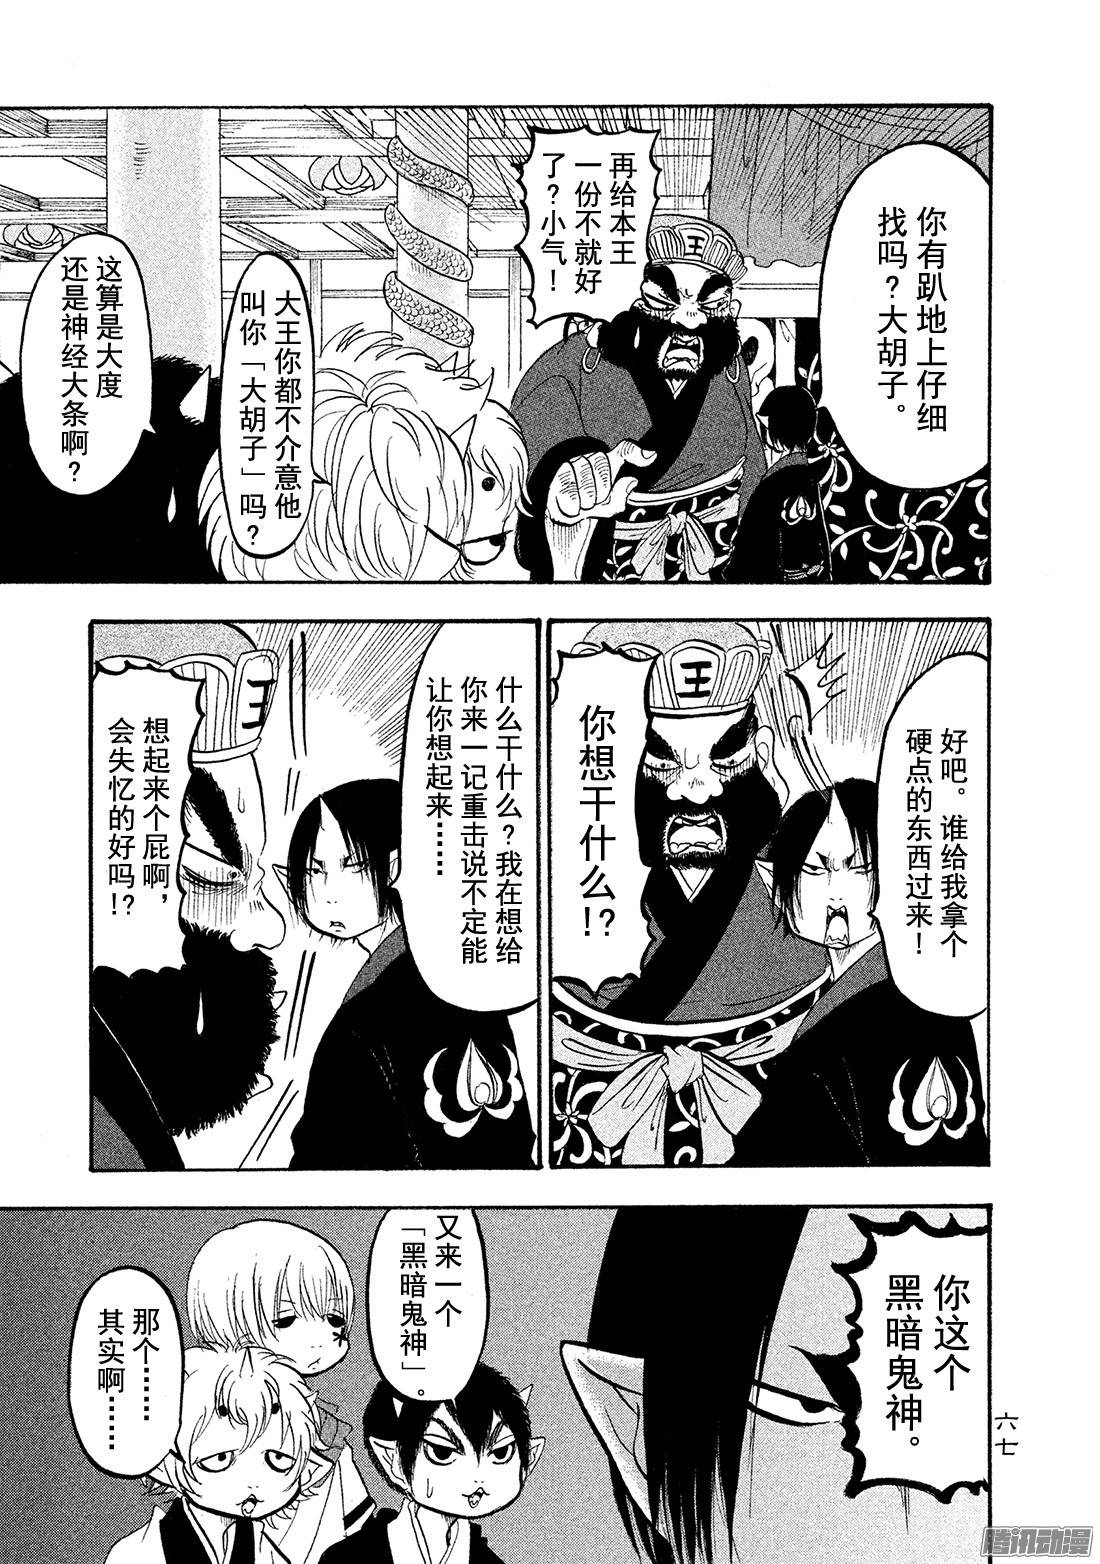 你有趴地上仔细
找吗？大胡子。
再给本王
一份不就好
了？小气！
王
大王你都不介意他
叫你「大胡子」吗？
这算是大度
还是神经大条啊？
好吧。谁给我拿个
硬点的东西过来！
王
你想干什么！？
什么干什么？我在想给
你来一记重击说不定能
让你想起来……
王
想起来个屁啊，
会失忆的好吗！？
你这个
黑暗鬼神。
又来一个
「黑暗鬼神」。
那个……
其实啊……
六七
腾讯动漫